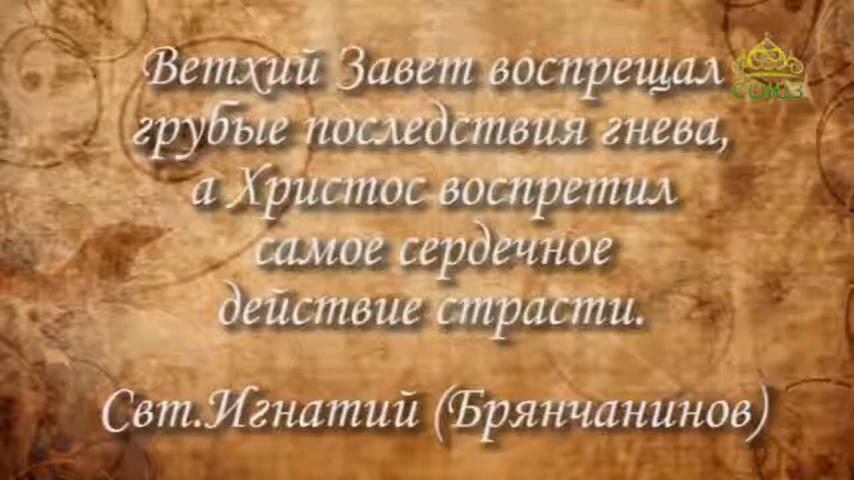 Ветхий Завет воспрещал
грубые последствия гнева,
а Христос воспретил
самое сердечное
действие страсти.
Свт.Игнатий (Брянчанинов)
СОЮЗ